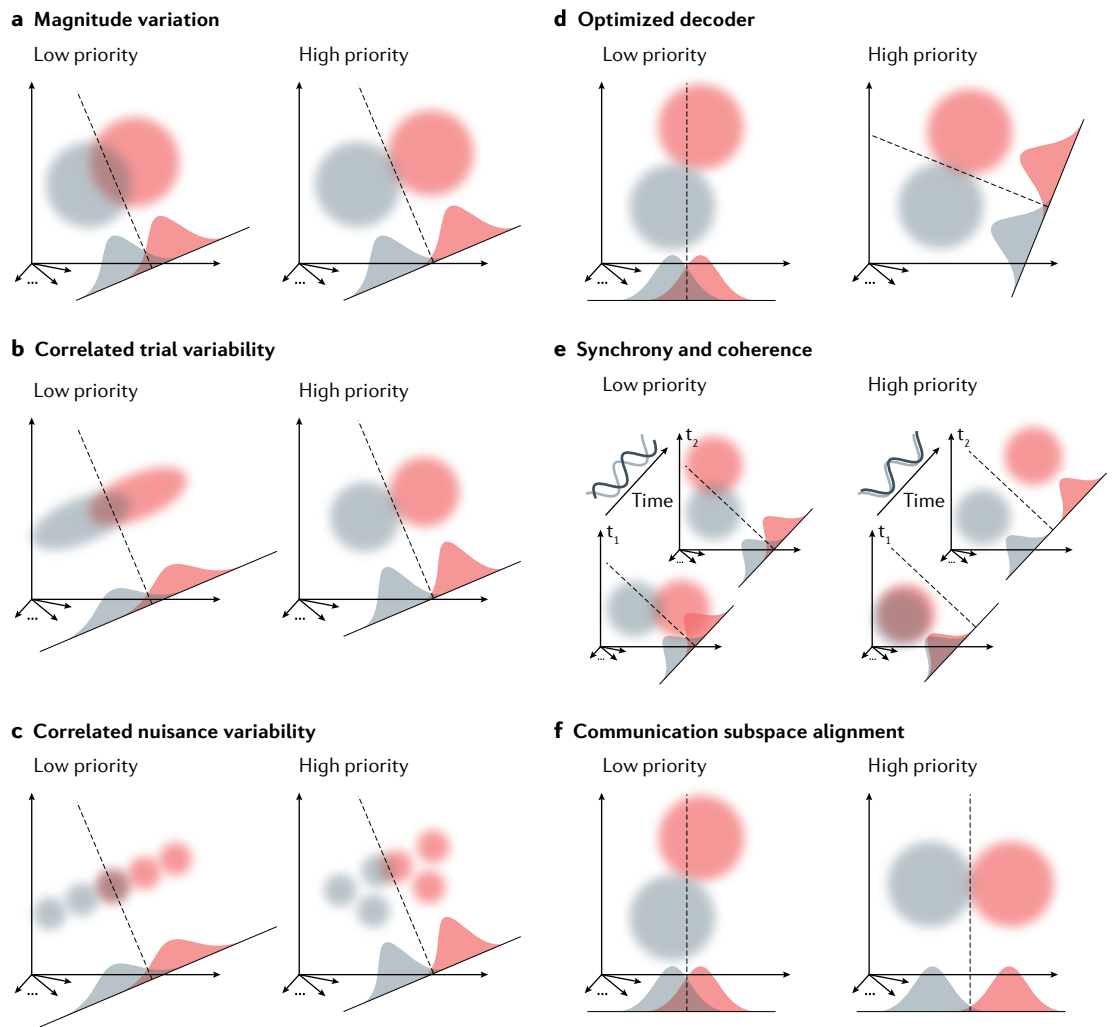 a Magnitude variation
Low priority
High priority
...
...
b Correlated trial variability
Low priority
High priority
...
...
c Correlated nuisance variability
Low priority
High priority
...
...
d Optimized decoder
Low priority
High priority
...
...
e Synchrony and coherence
Low priority
High priority
t2
Time
...
t1
...
t2
Time
...
t1
...
f Communication subspace alignment
Low priority
High priority
...
...